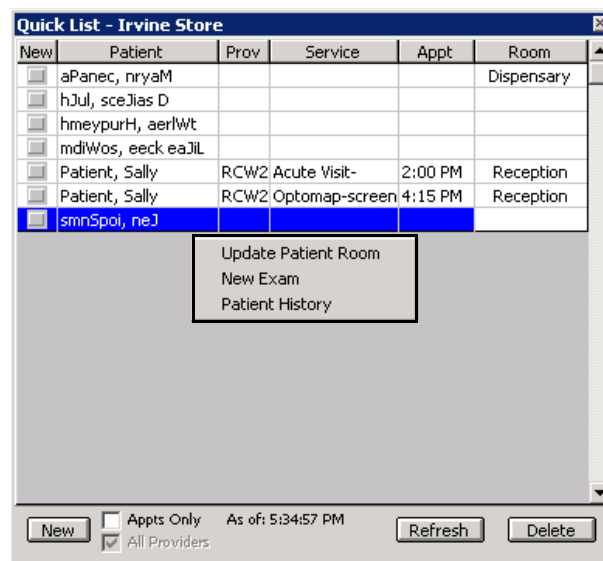 Quick List - Irvine Store
New Patient Prov Service Appt Room
aPanec, nryaM Dispensary
hJul, sceJias D
hmeypurH, aerlWt
mdiWos, eeck eaJiL
Patient, Sally RCW2 Acute Visit- 2:00 PM Reception
Patient, Sally RCW2 Optomap-screen 4:15 PM Reception
smnSpoi, neJ
Update Patient Room
New Exam
Patient History
New Appts Only As of: 5:34:57 PM Refresh Delete
All Providers